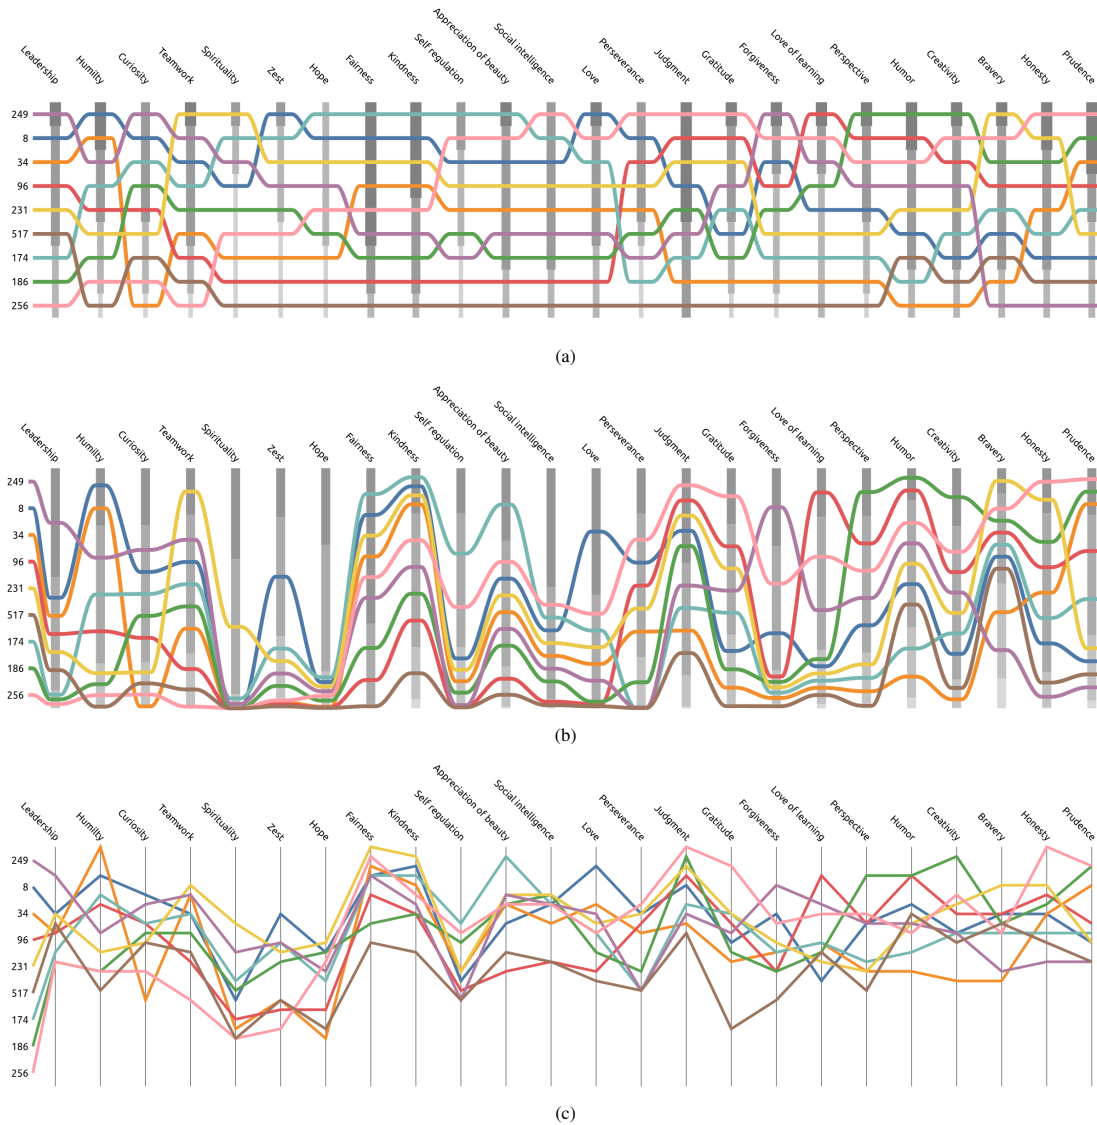 Leadership
Humility
Curiosity
Teamwork
Spirituality
Zest
Hope
Fairness
Kindness
Self regulation
Appreciation of beauty
Social intelligence
Love
Perseverance
Judgment
Gratitude
Forgiveness
Love of learning
Perspective
Humor
Creativity
Bravery
Honesty
Prudence
249
8
34
96
231
517
174
186
256
(a)
Leadership
Humility
Curiosity
Teamwork
Spirituality
Zest
Hope
Fairness
Kindness
Self regulation
Appreciation of beauty
Social intelligence
Love
Perseverance
Judgment
Gratitude
Forgiveness
Love of learning
Perspective
Humor
Creativity
Bravery
Honesty
Prudence
249
8
34
96
231
517
174
186
256
(b)
Leadership
Humility
Curiosity
Teamwork
Spirituality
Zest
Hope
Fairness
Kindness
Self regulation
Appreciation of beauty
Social intelligence
Love
Perseverance
Judgment
Gratitude
Forgiveness
Love of learning
Perspective
Humor
Creativity
Bravery
Honesty
Prudence
249
8
34
96
231
517
174
186
256
(c)